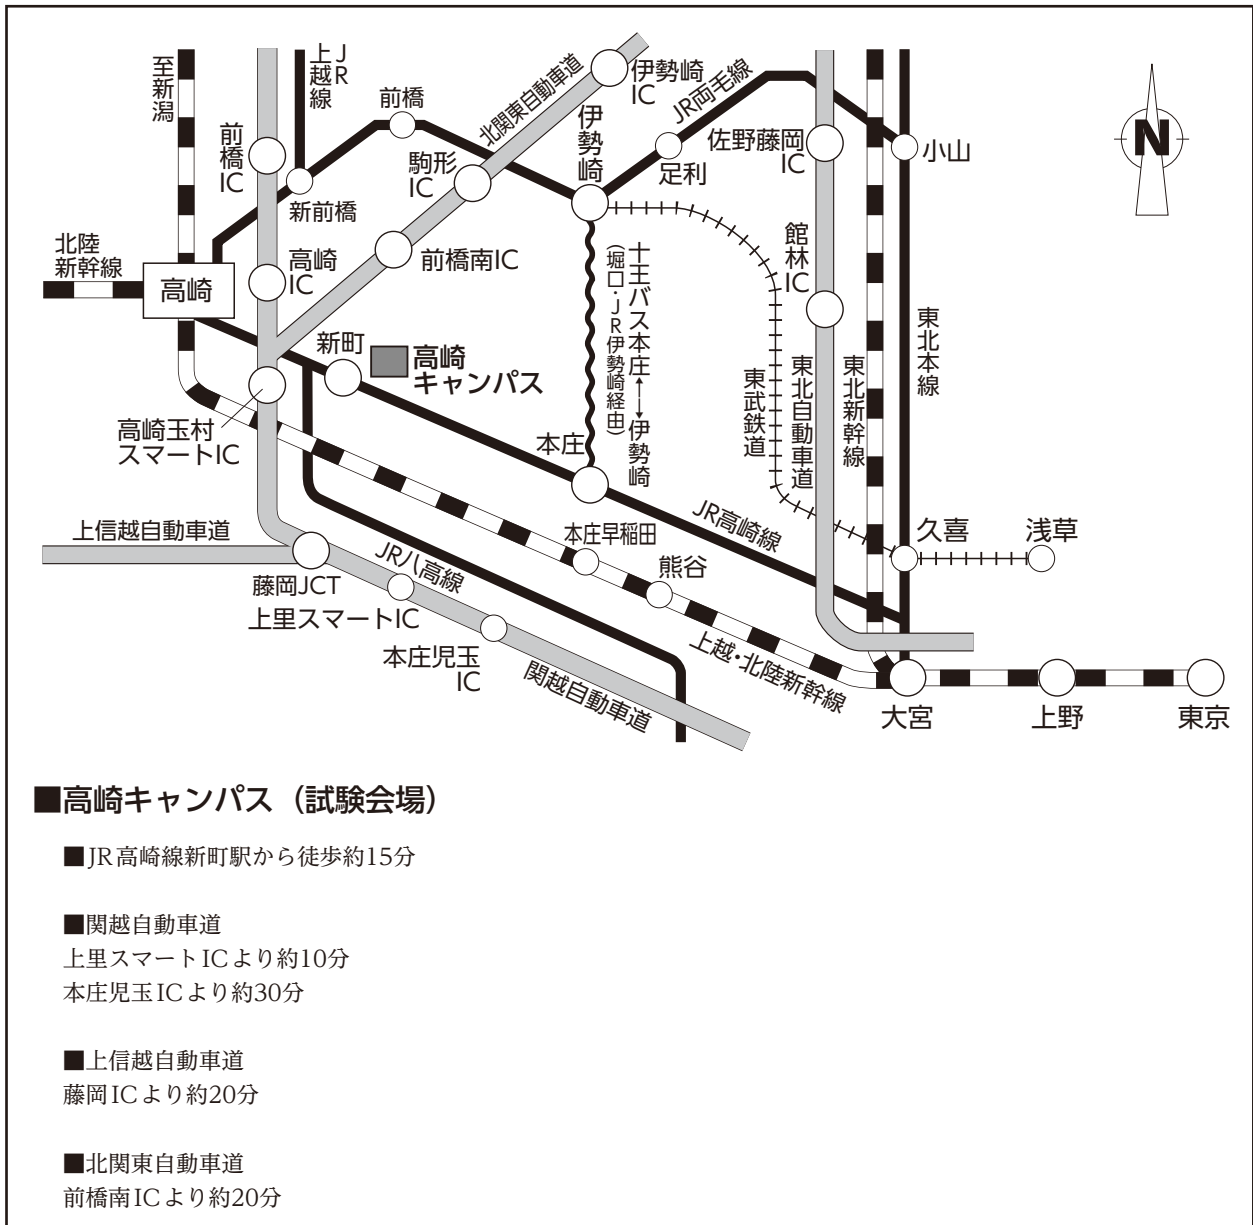 至新潟
JR
上越線
前橋
北関東自動車道
伊勢崎
IC
JR両毛線
前橋
IC
駒形
IC
伊勢崎
足利
佐野藤岡
IC
小山
N
新前橋
北陸
新幹線
高崎
高崎
IC
前橋南IC
十王バス本庄⟷伊勢崎
(堀口・JR伊勢崎経由)
館林
IC
新町
高崎
キャンパス
東武鉄道
東北自動車道
東北新幹線
東北本線
高崎玉村
スマートIC
本庄
JR高崎線
上信越自動車道
本庄早稲田
久喜
浅草
藤岡JCT
JR八高線
熊谷
上里スマートIC
本庄児玉
IC
関越自動車道
上越・北陸新幹線
大宮
上野
東京
■高崎キャンパス(試験会場)
■JR高崎線新町駅から徒歩約15分
■関越自動車道
上里スマートICより約10分
本庄児玉ICより約30分
■上信越自動車道
藤岡ICより約20分
■北関東自動車道
前橋南ICより約20分